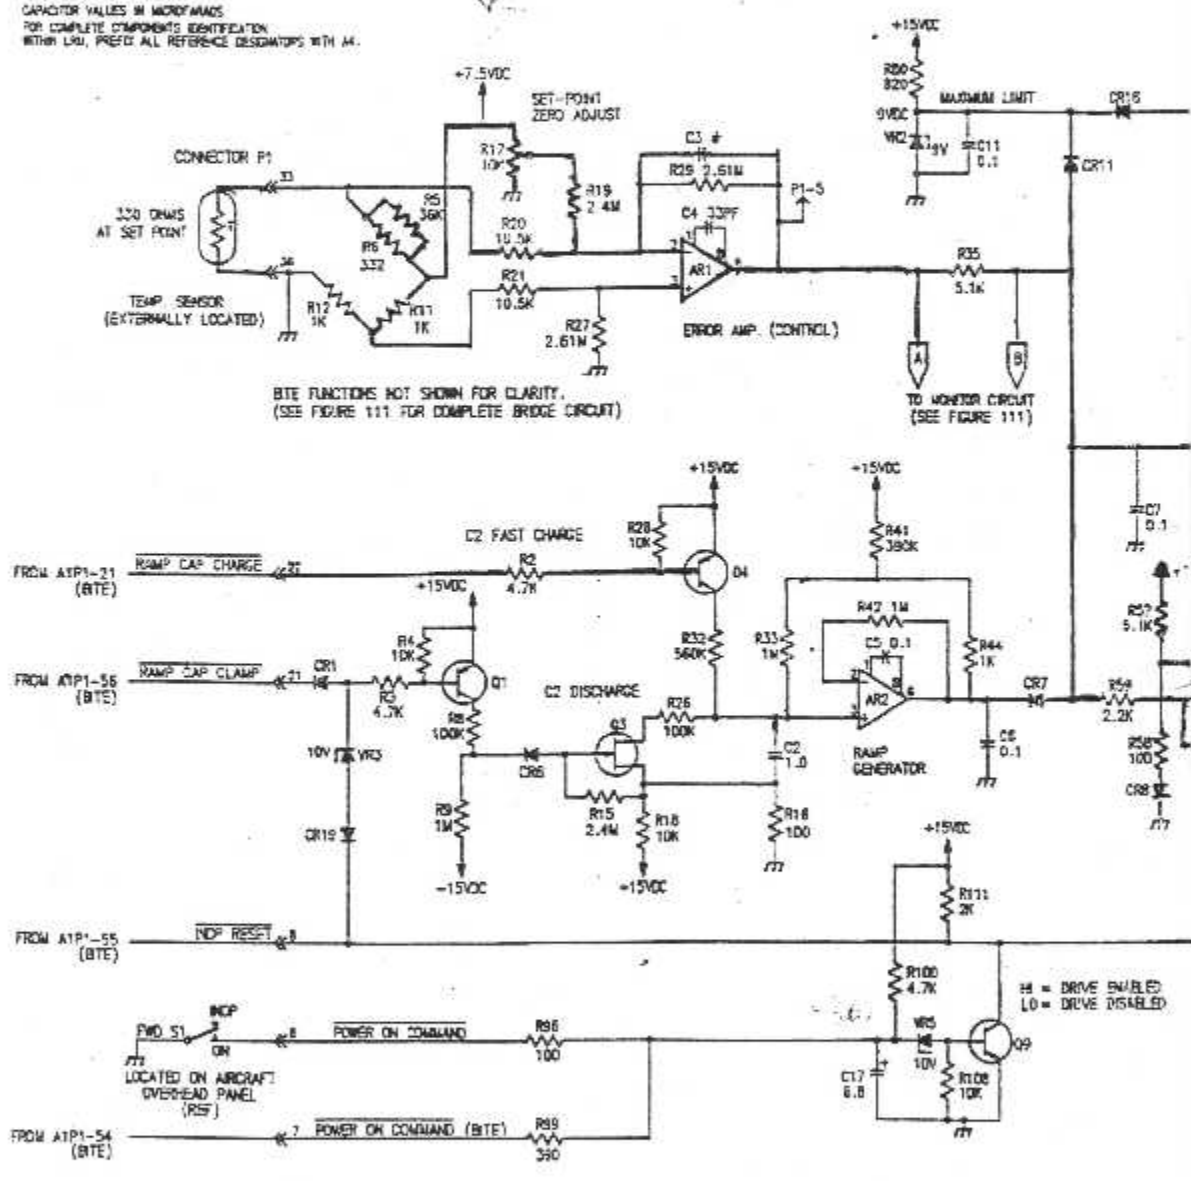 CAPACITOR VALUES IN MICROFARADS
FOR COMPLETE COMPONENTS IDENTIFICATION
WITHIN LRU, PREFIX ALL REFERENCE DESIGNATORS WITH A4.
+7.5VDC
SET-POINT
ZERO ADJUST
R17
10K
CONNECTOR P1
33
330 OHMS
AT SET POINT
36
TEMP. SENSOR
(EXTERNALLY LOCATED)
R5
36K
R6
332
R12
1K
R11
1K
R19
2.4M
R20
10.5K
R21
10.5K
R27
2.61M
C3 #
R29 2.61M
C4 33PF
P1-5
2
3
AR1
ERROR AMP. (CONTROL)
+15VDC
R80
820
MAXIMUM LIMIT
9VDC
VR2
9V
C11
0.1
CR16
CR11
R35
5.1K
A
B
TO MONITOR CIRCUIT
(SEE FIGURE 111)
BITE FUNCTIONS NOT SHOWN FOR CLARITY.
(SEE FIGURE 111 FOR COMPLETE BRIDGE CIRCUIT)
C7
0.1
+15VDC
+15VDC
R28
10K
C2 FAST CHARGE
R41
390K
FROM A1P1-21
(BITE)
RAMP CAP CHARGE
R2
4.7K
Q4
+15VDC
R4
10K
R32
560K
R33
1M
R42 1M
C5 0.1
R44
1K
R57
5.1K
FROM A1P1-56
(BITE)
RAMP CAP CLAMP
21
CR1
R3
4.7K
Q1
C2 DISCHARGE
R8
100K
Q3
R26
100K
AR2
6
RAMP
GENERATOR
CR7
R59
2.2K
10V
VR3
CR6
C2
1.0
C6
0.1
R58
100
CR8
R9
1M
R15
2.4M
R18
10K
R16
100
CR19
-15VDC
+15VDC
+15VDC
R111
2K
FROM A1P1-55
(BITE)
INOP RESET
R100
4.7K
HI = DRIVE ENABLED
LO = DRIVE DISABLED
INOP
FWD S1
ON
6
POWER ON COMMAND
R96
100
VR5
10V
Q9
LOCATED ON AIRCRAFT
OVERHEAD PANEL
(REF)
C17
6.8
+
R108
10K
FROM A1P1-54
(BITE)
7
POWER ON COMMAND (BITE)
R99
390